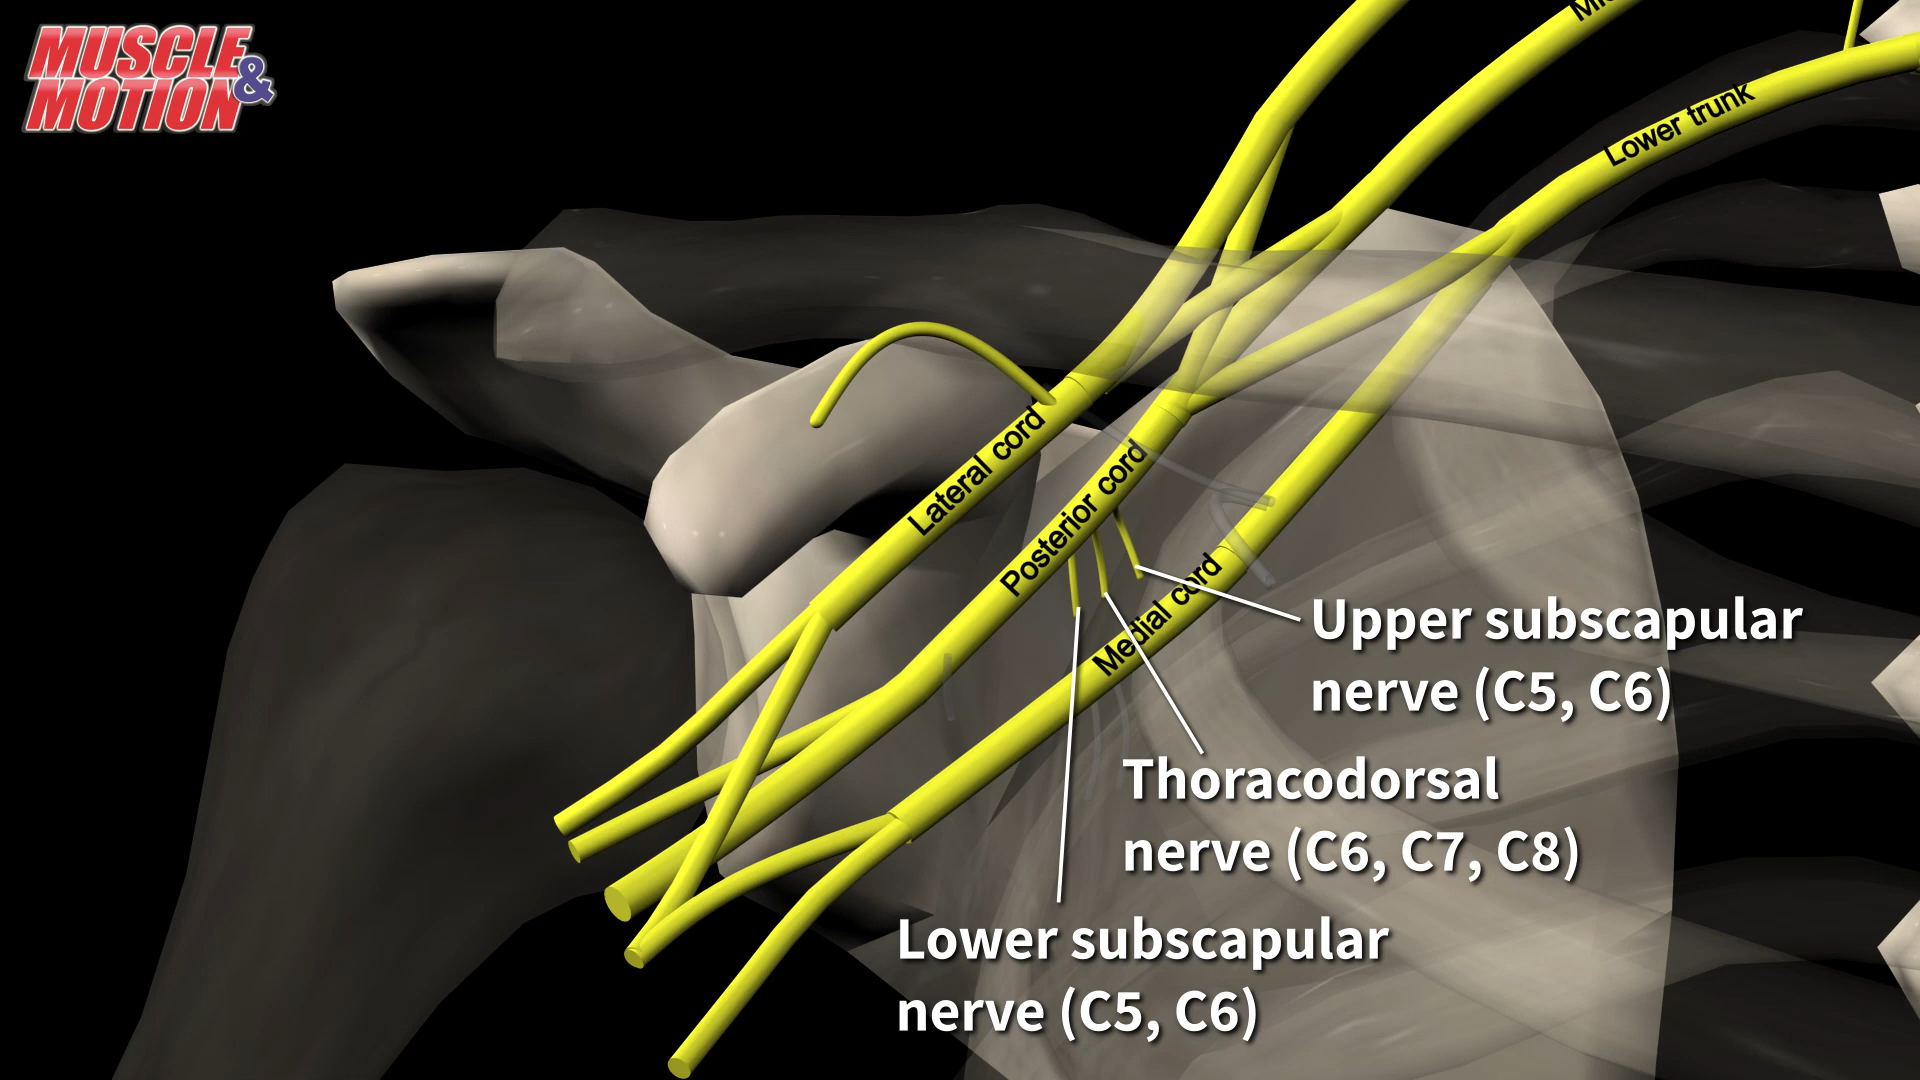 MUSCLE
&
MOTION
Lower trunk
Lateral cord
Posterior cord
Medial cord
Upper subscapular
nerve (C5, C6)
Thoracodorsal
nerve (C6, C7, C8)
Lower subscapular
nerve (C5, C6)